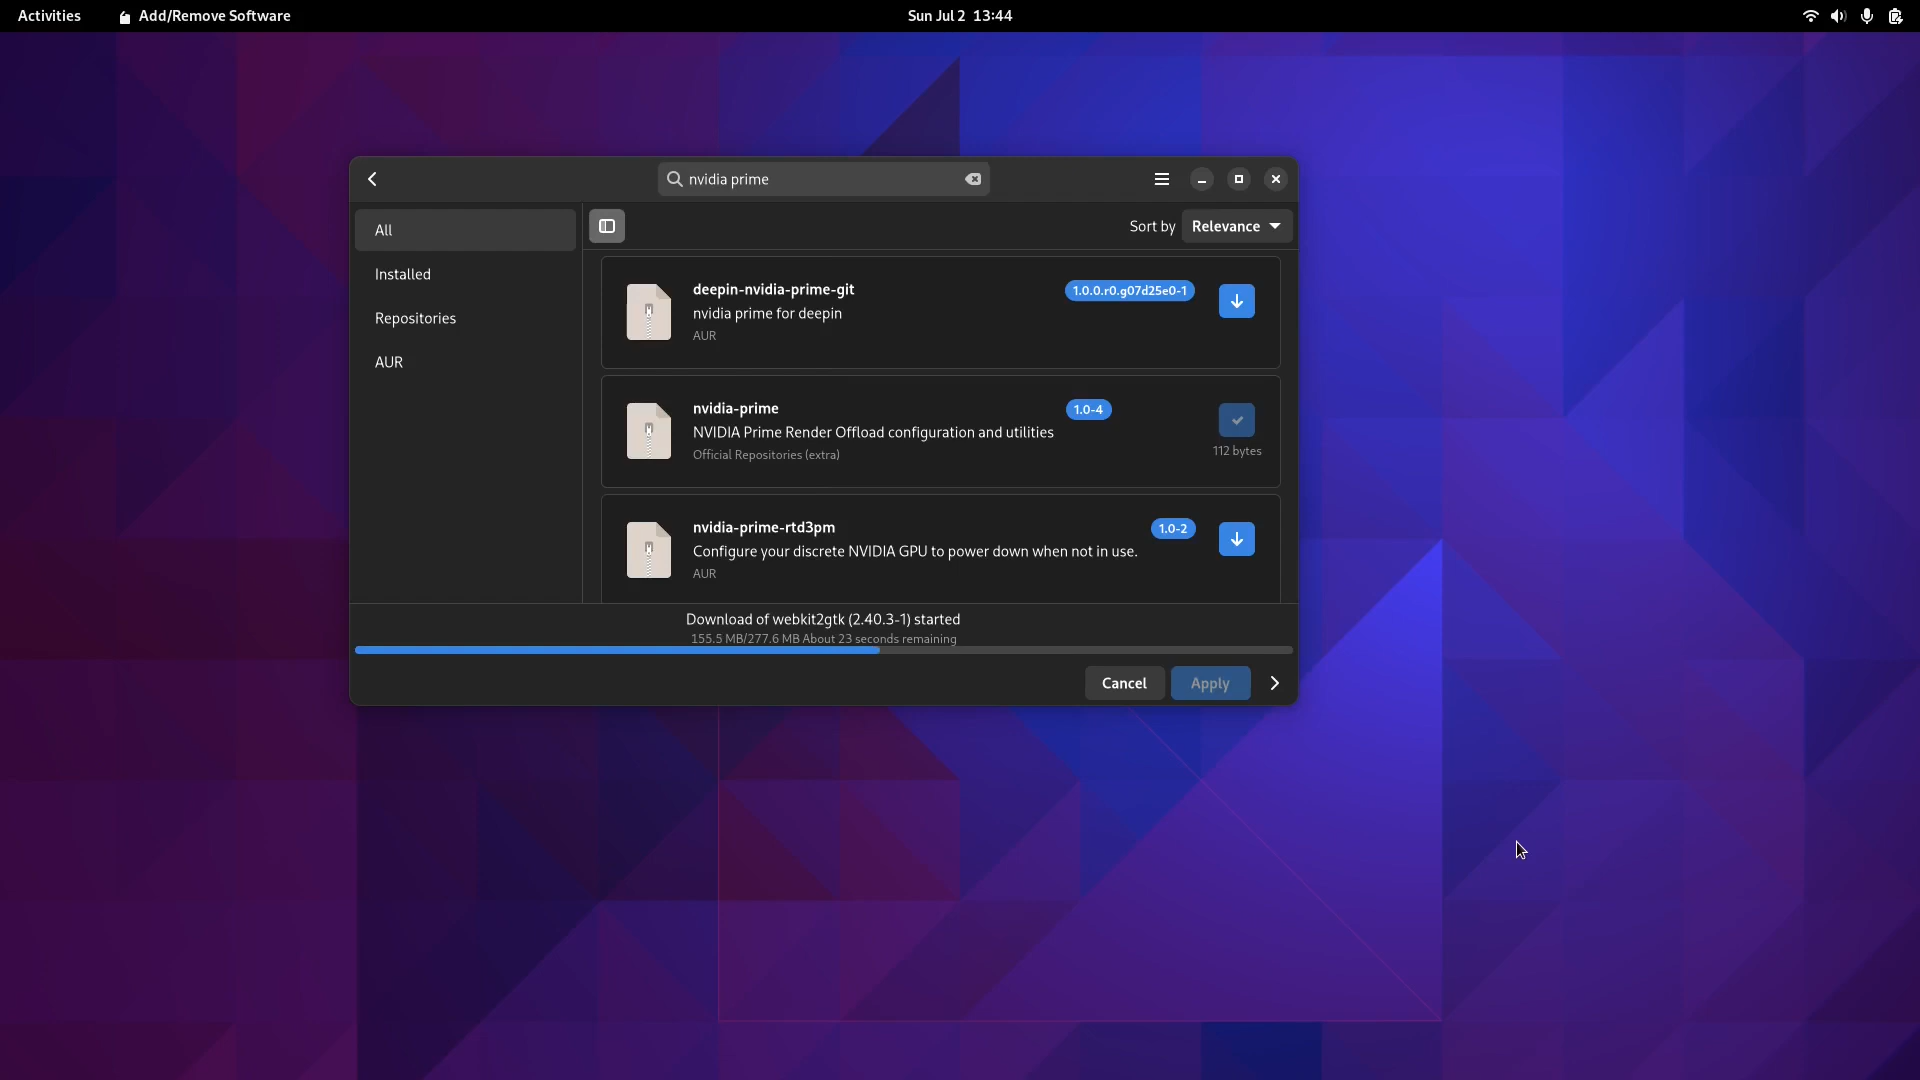 Activities
Add/Remove Software
Sun Jul 2 13:44
nvidia prime
All
Installed
Repositories
AUR
Sort by
Relevance
deepin-nvidia-prime-git
1.0.0.r0.g07d25e0-1
nvidia prime for deepin
AUR
nvidia-prime
1.0-4
NVIDIA Prime Render Offload configuration and utilities
Official Repositories (extra)
112 bytes
nvidia-prime-rtd3pm
1.0-2
Configure your discrete NVIDIA GPU to power down when not in use.
AUR
Download of webkit2gtk (2.40.3-1) started
155.5 MB/277.6 MB About 23 seconds remaining
Cancel
Apply